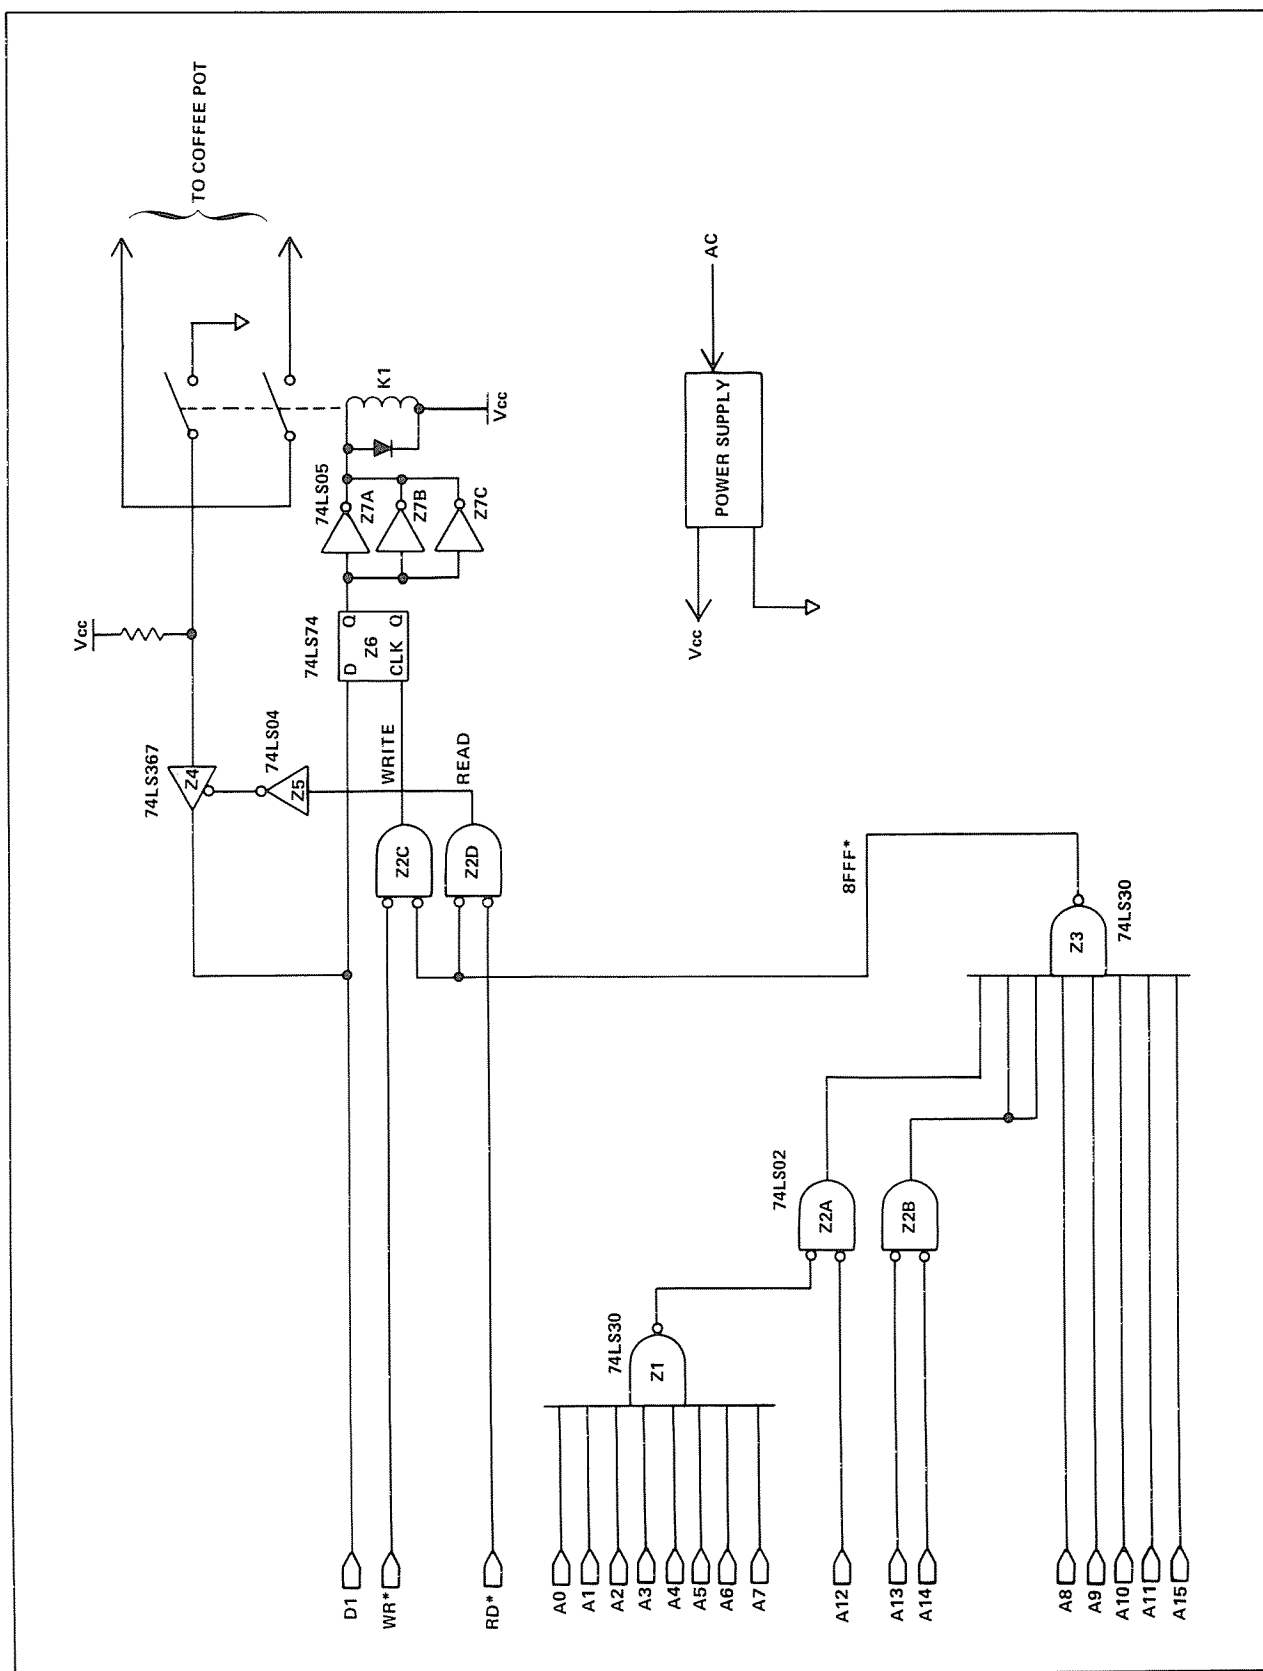 Vcc
74LS367
Z4
TO COFFEE POT
74LS04
Z5
74LS74
74LS05
D1
D
Q
Z6
Z7A
K1
WR*
WRITE
CLK
Q
Z2C
Z7B
READ
Z2D
Z7C
RD*
Vcc
A0
A1
A2
A3
A4
A5
A6
A7
74LS30
Z1
Vcc
POWER SUPPLY
AC
74LS02
Z2A
A12
8FFF*
A13
A14
Z2B
A8
A9
A10
A11
A15
Z3
74LS30